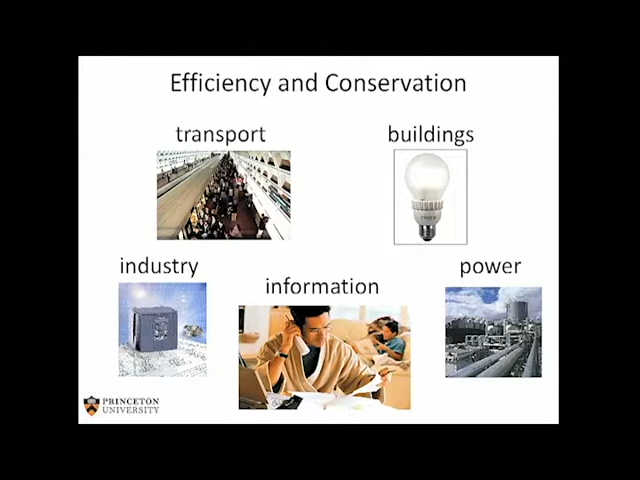 Efficiency and Conservation
transport
buildings
industry
information
power
PRINCETON
UNIVERSITY